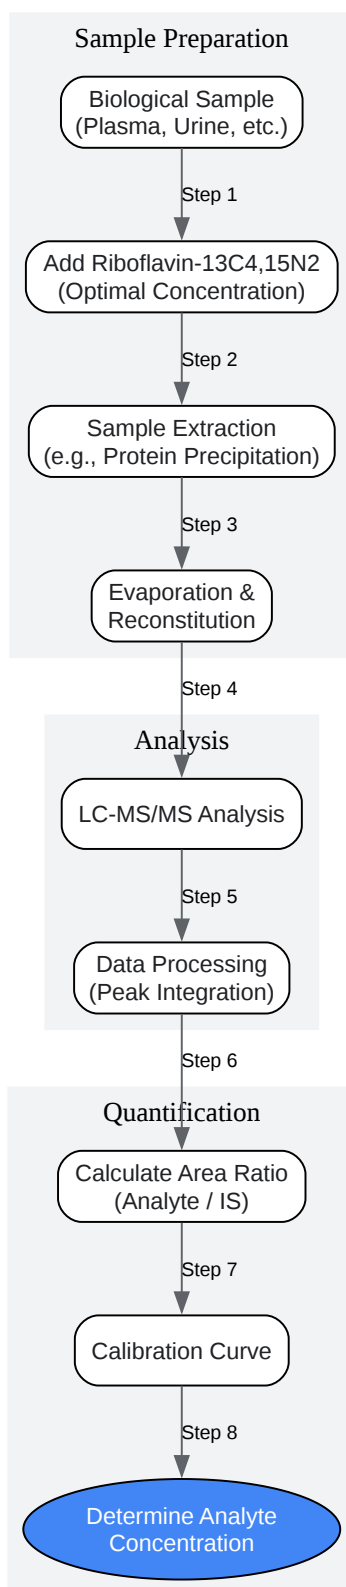 Sample Preparation
Biological Sample
(Plasma, Urine, etc.)
Step 1
Add Riboflavin-13C4,15N2
(Optimal Concentration)
Step 2
Sample Extraction
(e.g., Protein Precipitation)
Step 3
Evaporation &
Reconstitution
Step 4
Analysis
LC-MS/MS Analysis
Step 5
Data Processing
(Peak Integration)
Step 6
Quantification
Calculate Area Ratio
(Analyte / IS)
Step 7
Calibration Curve
Step 8
Determine Analyte
Concentration